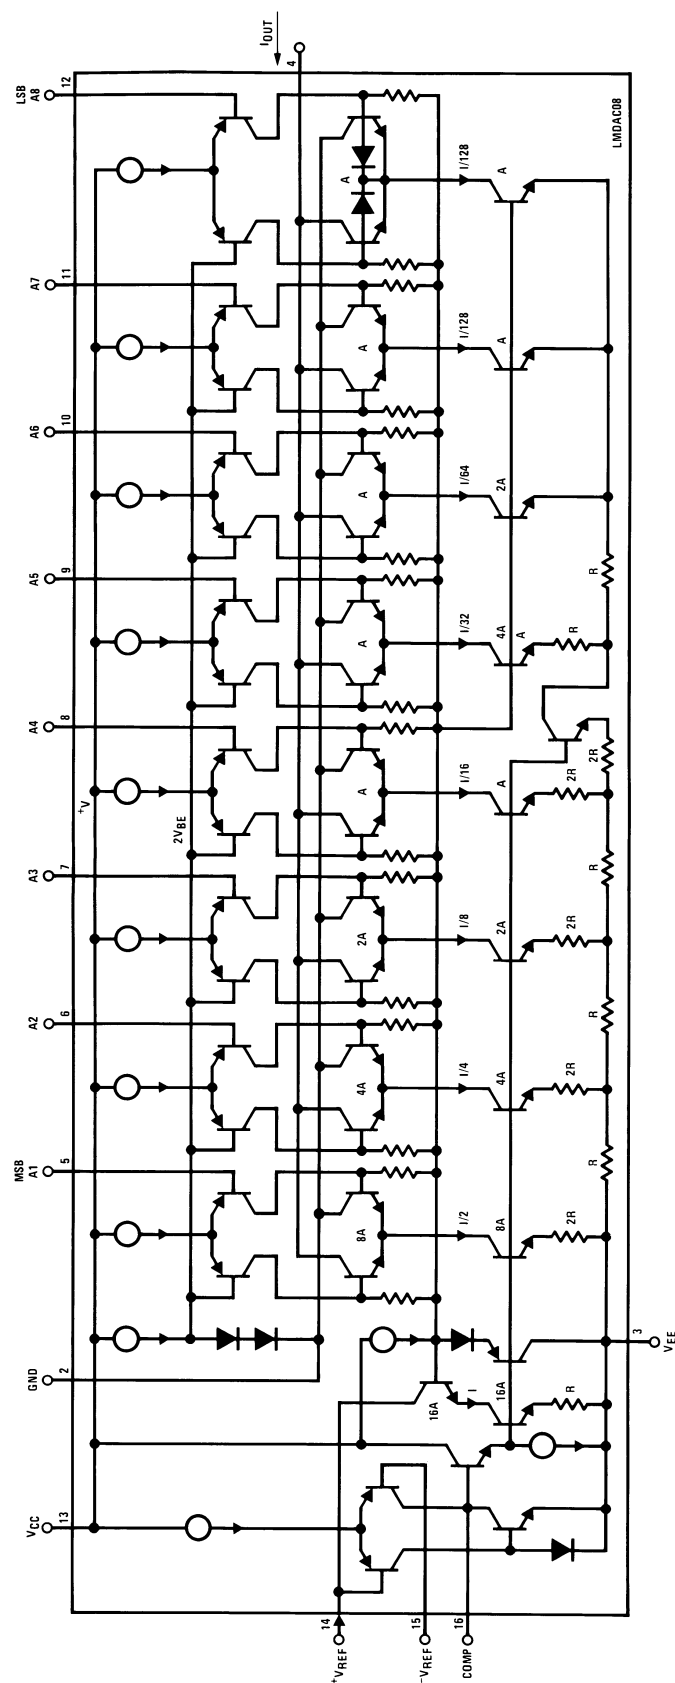 MSB
LSB
VCC
GND
A1
A2
A3
A4
A5
A6
A7
A8
IOUT
13
2
5
6
7
8
9
10
11
12
4
+V
2VBE
8A
4A
2A
A
A
A
A
A
16A
I
I/2
I/4
I/8
I/16
I/32
I/64
I/128
I/128
16A
8A
4A
2A
A
4A
A
2A
A
A
R
2R
2R
2R
2R
2R
R
R
R
R
R
14
+VREF
15
-VREF
16
COMP
3
VEE
LMDAC08